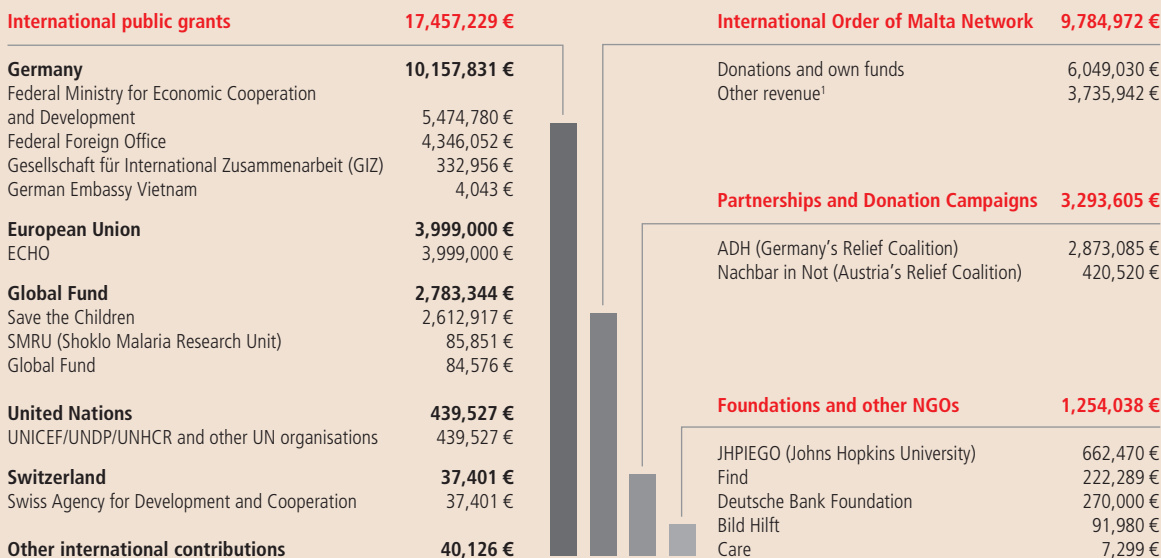 International public grants 17,457,229 €
Germany 10,157,831 €
Federal Ministry for Economic Cooperation
and Development 5,474,780 €
Federal Foreign Office 4,346,052 €
Gesellschaft für International Zusammenarbeit (GIZ) 332,956 €
German Embassy Vietnam 4,043 €
European Union 3,999,000 €
ECHO 3,999,000 €
Global Fund 2,783,344 €
Save the Children 2,612,917 €
SMRU (Shoklo Malaria Research Unit) 85,851 €
Global Fund 84,576 €
United Nations 439,527 €
UNICEF/UNDP/UNHCR and other UN organisations 439,527 €
Switzerland 37,401 €
Swiss Agency for Development and Cooperation 37,401 €
Other international contributions 40,126 €
International Order of Malta Network 9,784,972 €
Donations and own funds 6,049,030 €
Other revenue¹ 3,735,942 €
Partnerships and Donation Campaigns 3,293,605 €
ADH (Germany's Relief Coalition) 2,873,085 €
Nachbar in Not (Austria's Relief Coalition) 420,520 €
Foundations and other NGOs 1,254,038 €
JHPIEGO (Johns Hopkins University) 662,470 €
Find 222,289 €
Deutsche Bank Foundation 270,000 €
Bild Hilft 91,980 €
Care 7,299 €